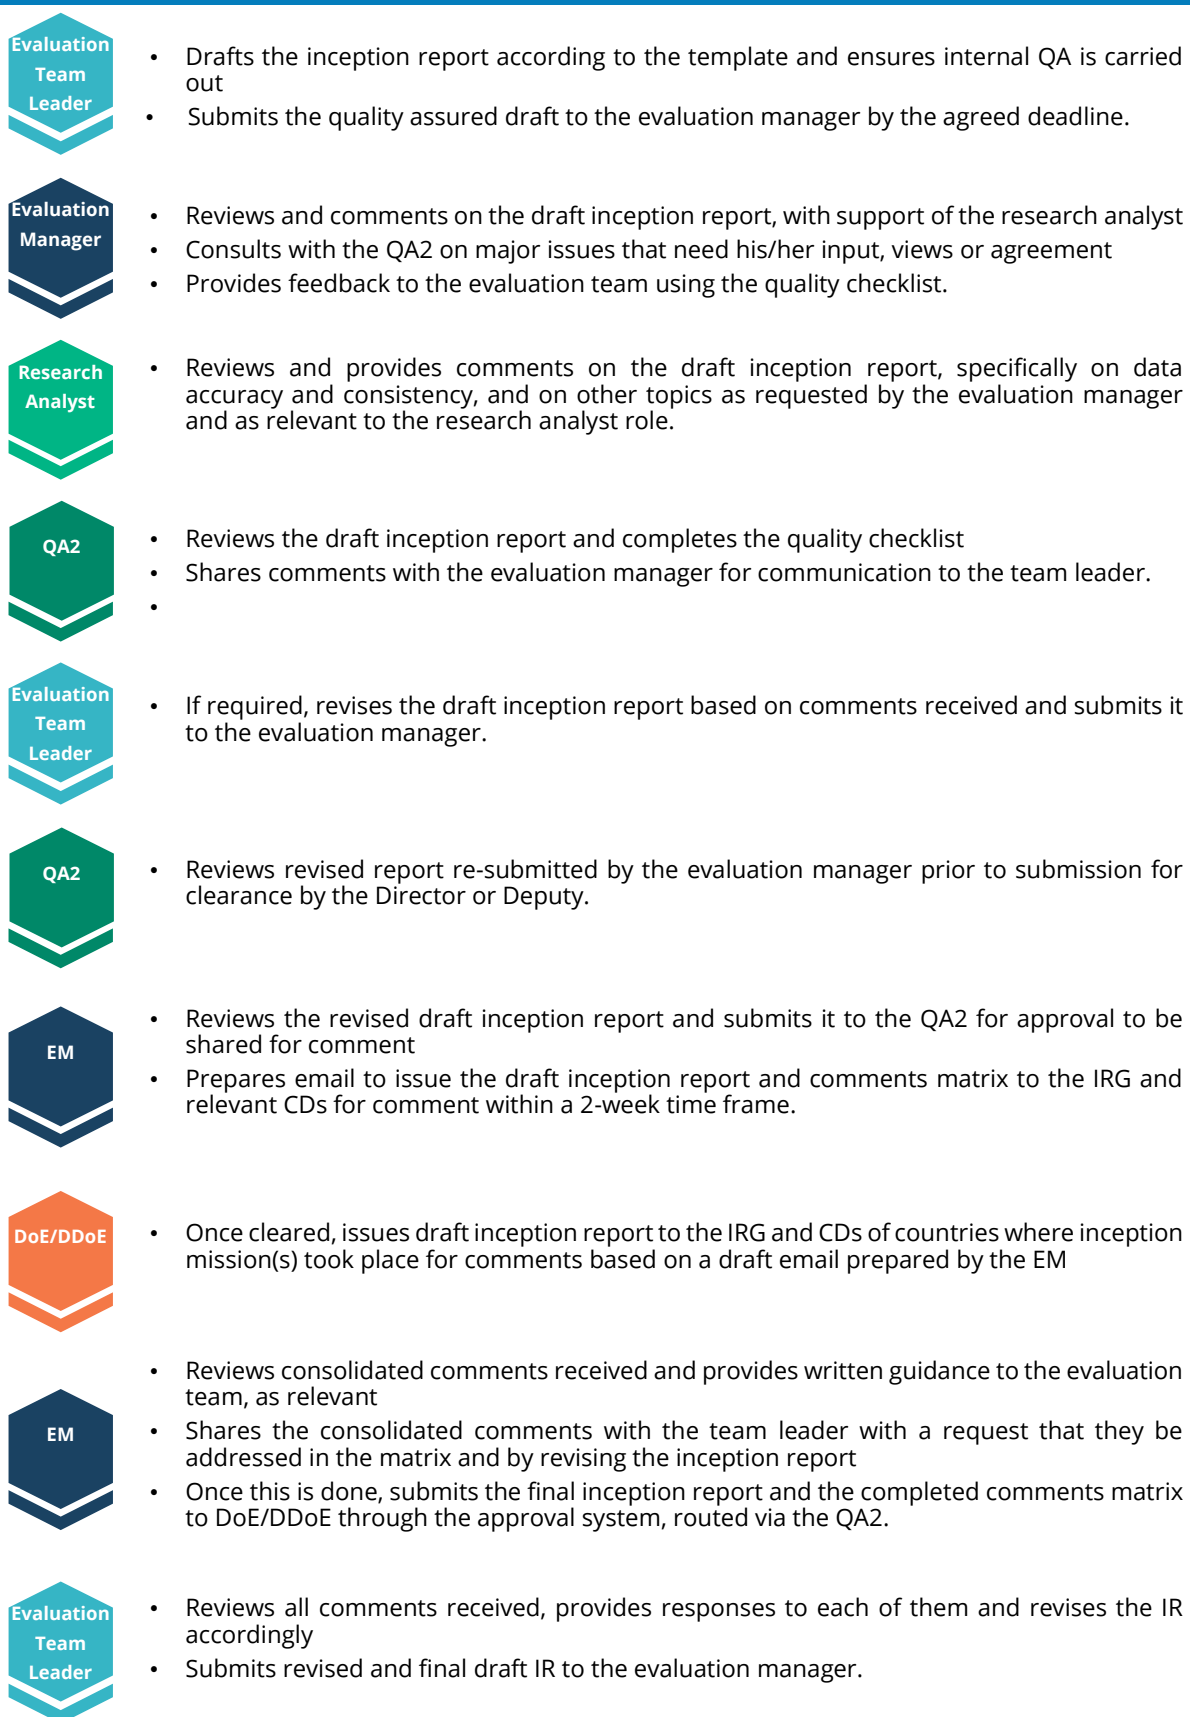 Evaluation
Team
Leader
• Drafts the inception report according to the template and ensures internal QA is carried
out
• Submits the quality assured draft to the evaluation manager by the agreed deadline.
Evaluation
Manager
• Reviews and comments on the draft inception report, with support of the research analyst
• Consults with the QA2 on major issues that need his/her input, views or agreement
• Provides feedback to the evaluation team using the quality checklist.
Research
Analyst
• Reviews and provides comments on the draft inception report, specifically on data
accuracy and consistency, and on other topics as requested by the evaluation manager
and as relevant to the research analyst role.
QA2
• Reviews the draft inception report and completes the quality checklist
• Shares comments with the evaluation manager for communication to the team leader.
•
Evaluation
Team
Leader
• If required, revises the draft inception report based on comments received and submits it
to the evaluation manager.
QA2
• Reviews revised report re-submitted by the evaluation manager prior to submission for
clearance by the Director or Deputy.
EM
• Reviews the revised draft inception report and submits it to the QA2 for approval to be
shared for comment
• Prepares email to issue the draft inception report and comments matrix to the IRG and
relevant CDs for comment within a 2-week time frame.
DoE/DDoE
• Once cleared, issues draft inception report to the IRG and CDs of countries where inception
mission(s) took place for comments based on a draft email prepared by the EM
EM
• Reviews consolidated comments received and provides written guidance to the evaluation
team, as relevant
• Shares the consolidated comments with the team leader with a request that they be
addressed in the matrix and by revising the inception report
• Once this is done, submits the final inception report and the completed comments matrix
to DoE/DDoE through the approval system, routed via the QA2.
Evaluation
Team
Leader
• Reviews all comments received, provides responses to each of them and revises the IR
accordingly
• Submits revised and final draft IR to the evaluation manager.